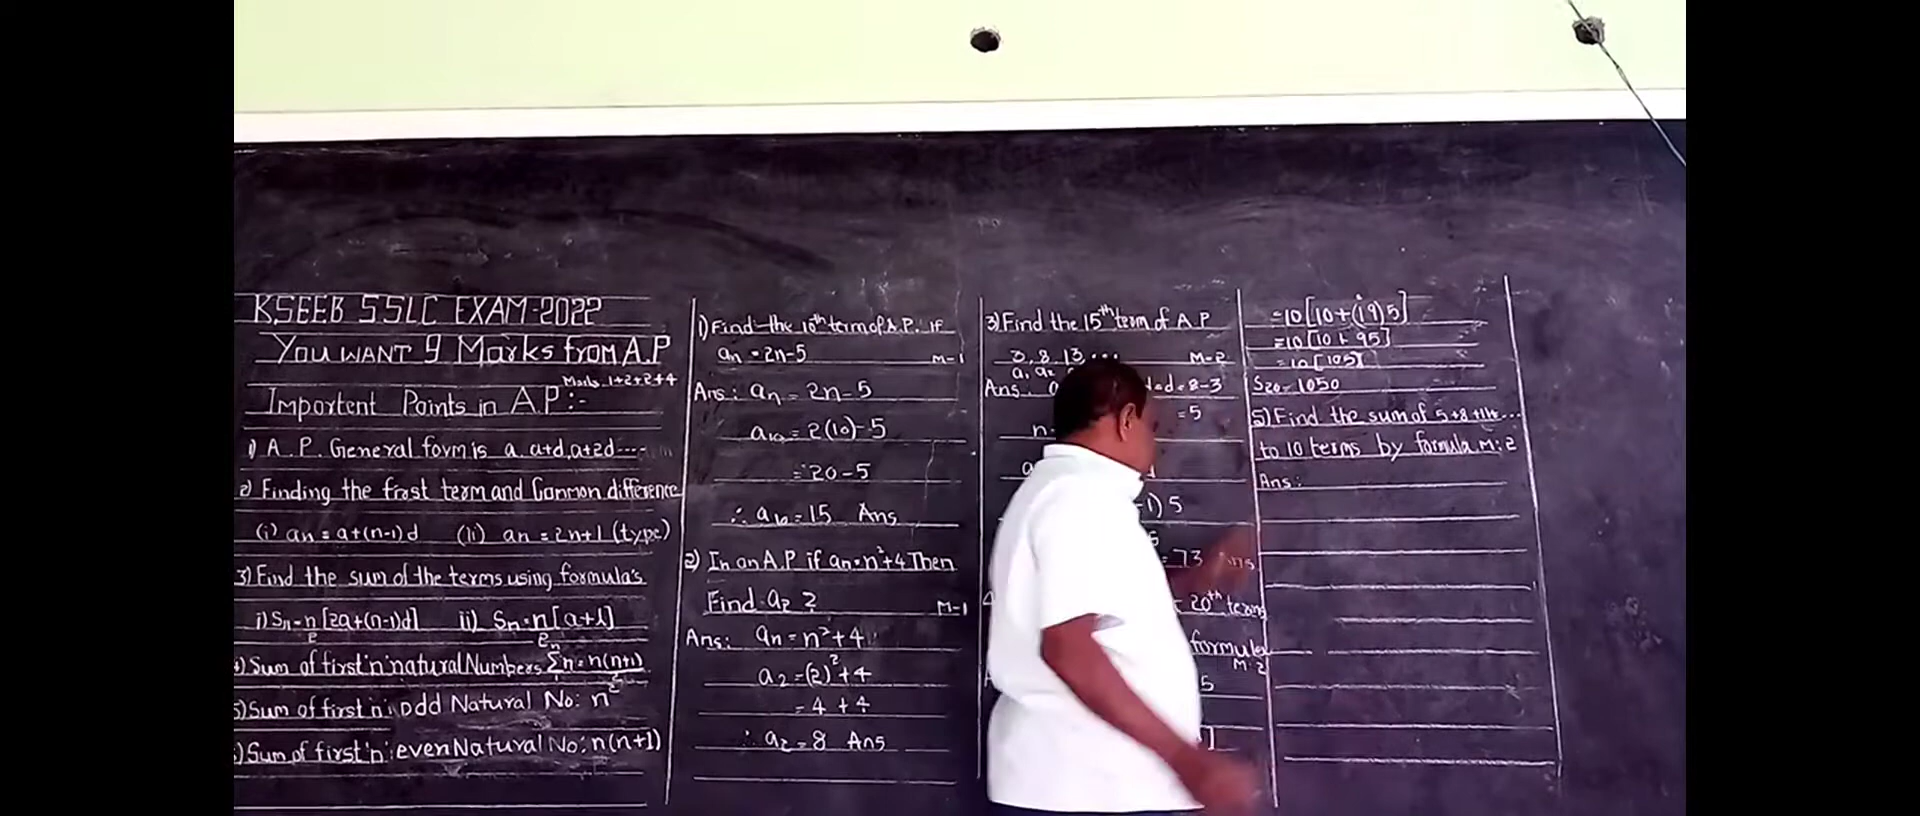 KSEEB SSLC EXAM-2022
YOU WANT 9 Marks from A.P
Marks 1+2+2+4
Importent Points in A.P:-
1) A.P. General form is a, a+d, a+2d----
2) Finding the frost term and Common difference
(i) an = a+(n-1)d (ii) an = 2n+1 (type)
3) Find the sum of the terms using formula's
i) Sn = n/2 [2a+(n-1)d] ii) Sn = n/2 [a+l]
4) Sum of first 'n' natural Numbers Σn = n(n+1)/2
5) Sum of first 'n' odd Natural No: n²
) Sum of first 'n' even Natural No: n(n+1)
1) Find the 10th term of A.P. If
an = 2n-5 M-1
Ans: an = 2n-5
a10 = 2(10)-5
= 20-5
∴ a10 = 15 Ans
2) In an A.P if an = n²+4 Then
Find a2 ? M-1
Ans: an = n²+4
a2 = (2)²+4
= 4+4
∴ a2 = 8 Ans
3) Find the 15th term of A.P
3, 8, 13, ... M-2
a1 a2
Ans: d = 8-3
= 5
n
a
-1) 5
= 73 Ans
4
20th terms
formula
M: 2
5
]
= 10[10+(19)5]
= 10[10+95]
= 10[105]
S20 = 1050
5) Find the sum of 5+8+11+...
to 10 terms by formula M: 2
Ans: